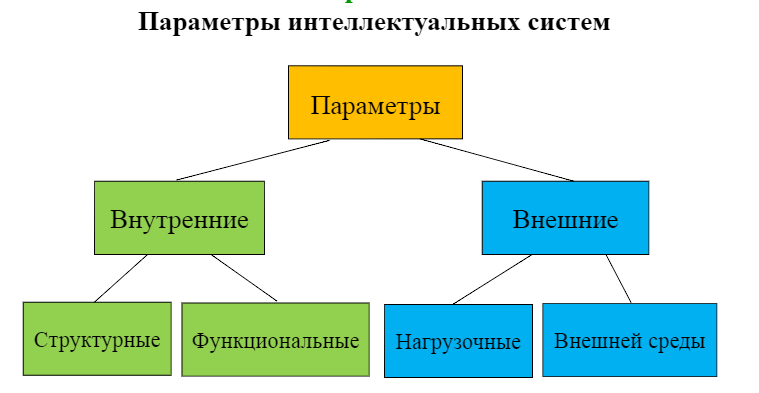 Параметры интеллектуальных систем
Параметры
Внутренние
Внешние
Структурные
Функциональные
Нагрузочные
Внешней среды